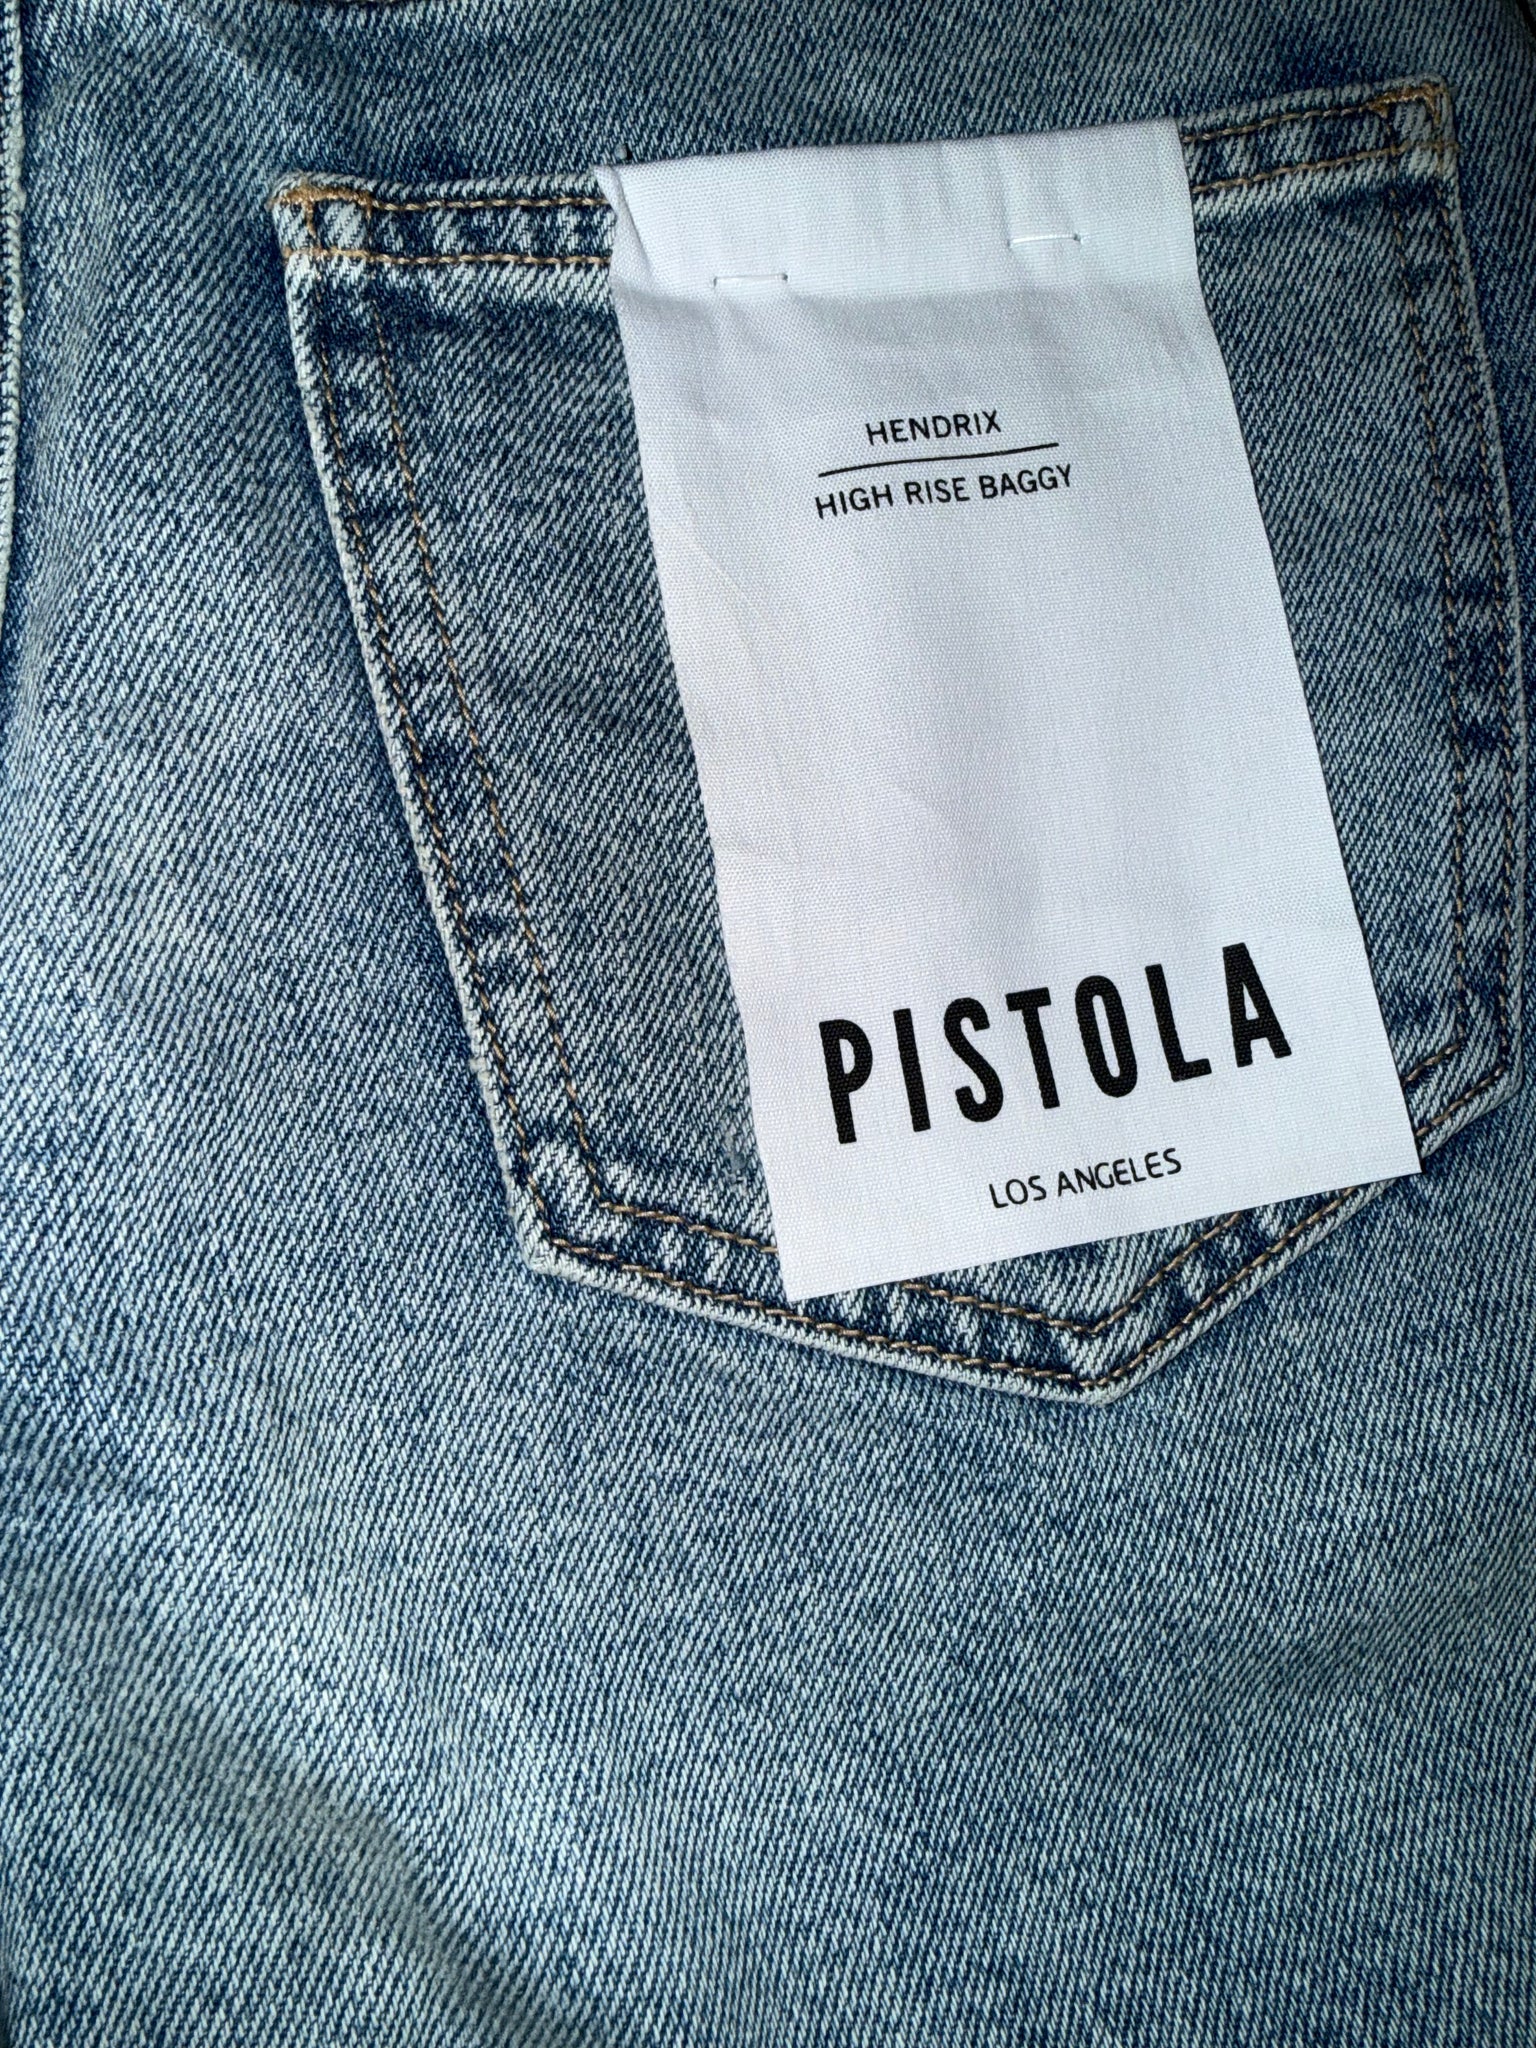 HENDRIX
HIGH RISE BAGGY
PISTOLA
LOS ANGELES